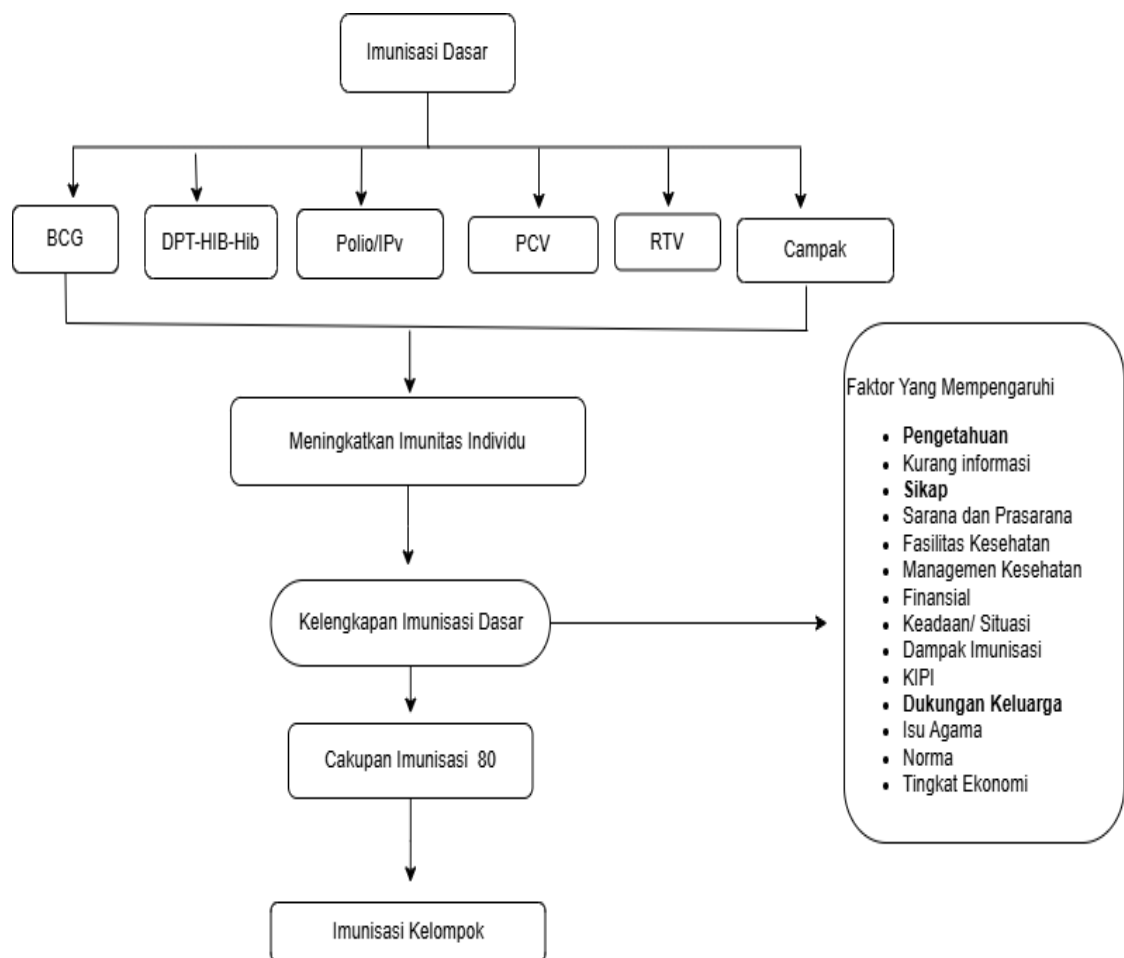 Imunisasi Dasar
BCG
DPT-HIB-Hib
Polio/IPv
PCV
RTV
Campak
Meningkatkan Imunitas Individu
Kelengkapan Imunisasi Dasar
Cakupan Imunisasi 80
Imunisasi Kelompok
Faktor Yang Mempengaruhi
• Pengetahuan
• Kurang informasi
• Sikap
• Sarana dan Prasarana
• Fasilitas Kesehatan
• Managemen Kesehatan
• Finansial
• Keadaan/ Situasi
• Dampak Imunisasi
• KIPI
• Dukungan Keluarga
• Isu Agama
• Norma
• Tingkat Ekonomi